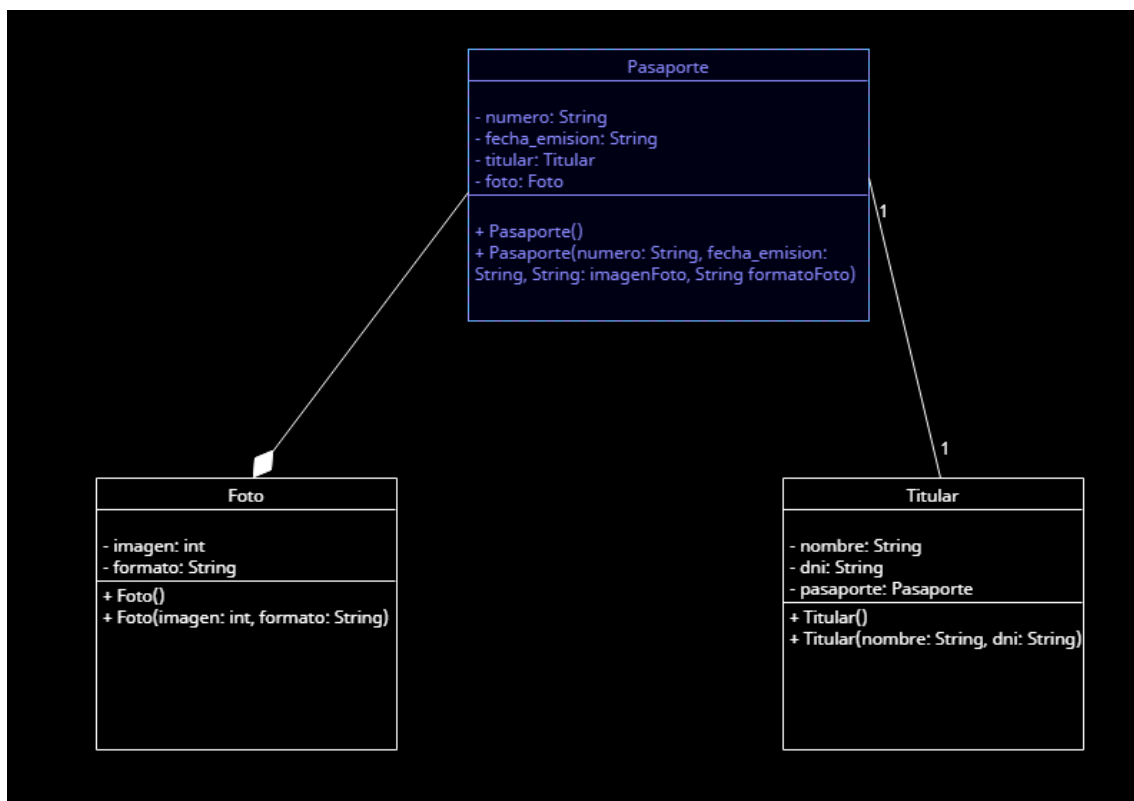 Pasaporte
- numero: String
- fecha_emision: String
- titular: Titular
- foto: Foto
+ Pasaporte()
+ Pasaporte(numero: String, fecha_emision:
String, String: imagenFoto, String formatoFoto)
1
1
Foto
- imagen: int
- formato: String
+ Foto()
+ Foto(imagen: int, formato: String)
Titular
- nombre: String
- dni: String
- pasaporte: Pasaporte
+ Titular()
+ Titular(nombre: String, dni: String)